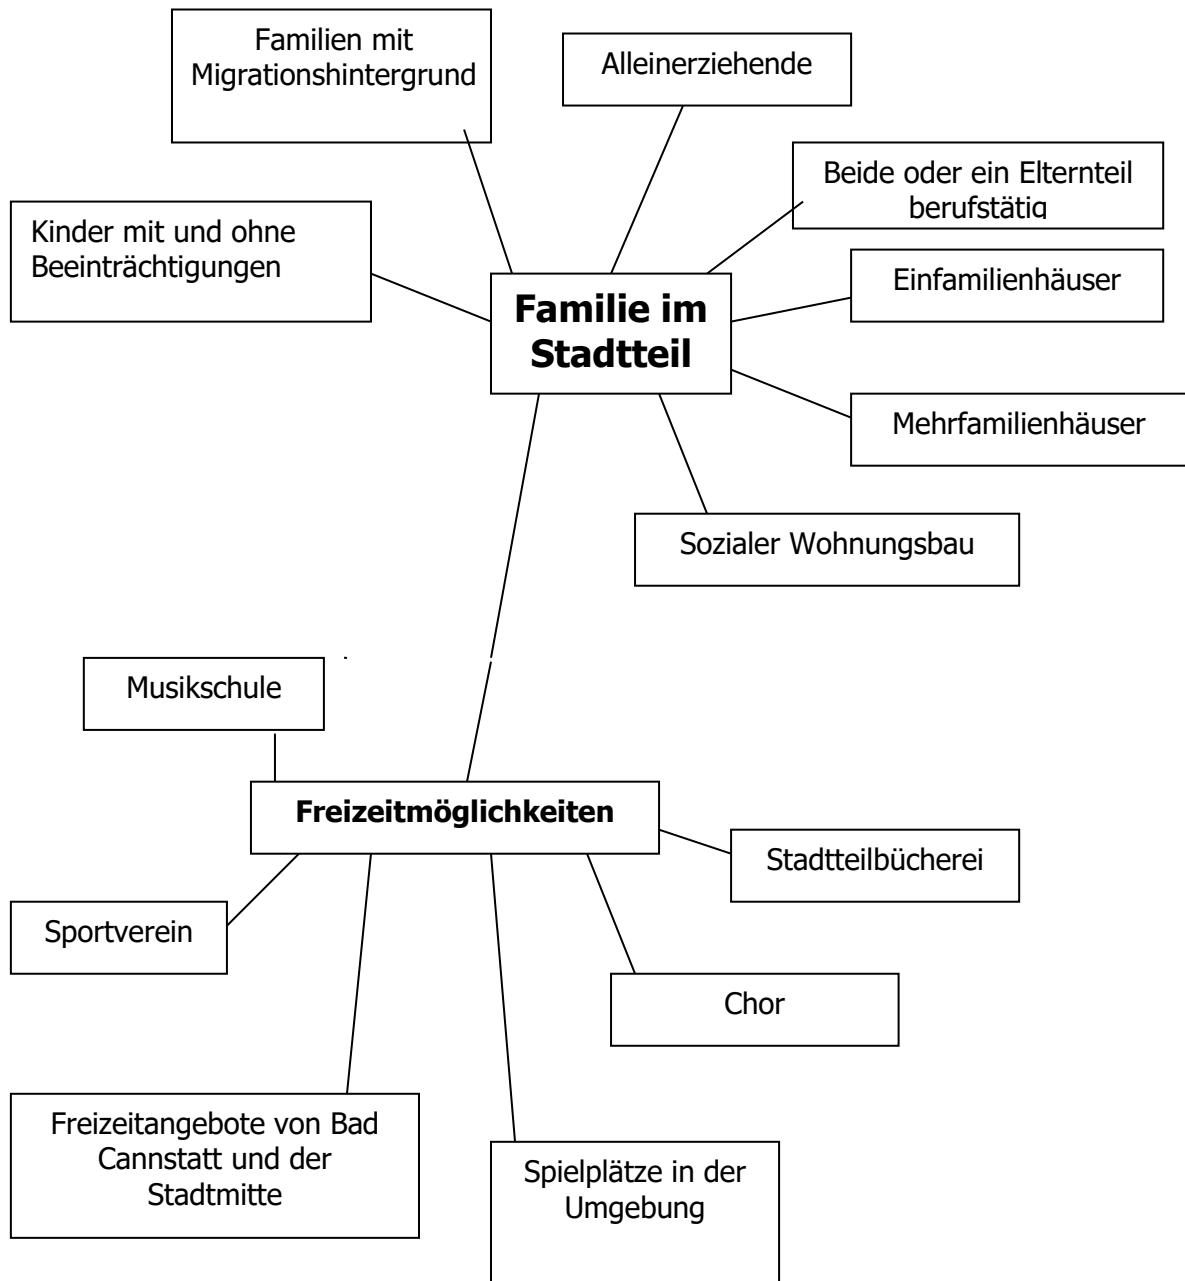 Familien mit
Migrationshintergrund
Alleinerziehende
Beide oder ein Elternteil
berufstätig
Kinder mit und ohne
Beeinträchtigungen
Einfamilienhäuser
Familie im
Stadtteil
Mehrfamilienhäuser
Sozialer Wohnungsbau
Musikschule
Freizeitmöglichkeiten
Stadtteilbücherei
Sportverein
Chor
Freizeitangebote von Bad
Cannstatt und der
Stadtmitte
Spielplätze in der
Umgebung